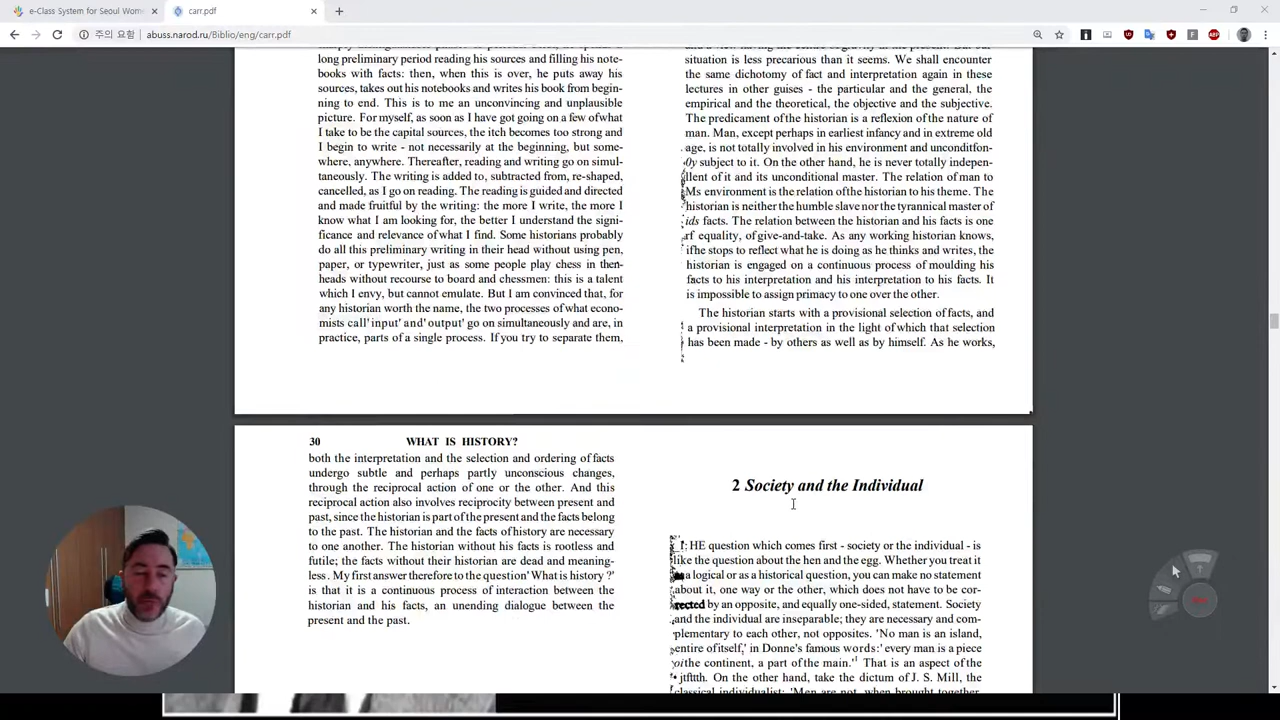 e-Class System for Seoul Wom
carr.pdf
주의 요함
abuss.narod.ru/Biblio/eng/carr.pdf
long preliminary period reading his sources and filling his note-
books with facts: then, when this is over, he puts away his
sources, takes out his notebooks and writes his book from begin-
ning to end. This is to me an unconvincing and unplausible
picture. For myself, as soon as I have got going on a few of what
I take to be the capital sources, the itch becomes too strong and
I begin to write - not necessarily at the beginning, but some-
where, anywhere. Thereafter, reading and writing go on simul-
taneously. The writing is added to, subtracted from, re-shaped,
cancelled, as I go on reading. The reading is guided and directed
and made fruitful by the writing: the more I write, the more I
know what I am looking for, the better I understand the signi-
ficance and relevance of what I find. Some historians probably
do all this preliminary writing in their head without using pen,
paper, or typewriter, just as some people play chess in then-
heads without recourse to board and chessmen: this is a talent
which I envy, but cannot emulate. But I am convinced that, for
any historian worth the name, the two processes of what econo-
mists call' input' and' output' go on simultaneously and are, in
practice, parts of a single process. If you try to separate them,
and a view having the centre of gravity in the present. But our
situation is less precarious than it seems. We shall encounter
the same dichotomy of fact and interpretation again in these
lectures in other guises - the particular and the general, the
empirical and the theoretical, the objective and the subjective.
The predicament of the historian is a reflexion of the nature of
man. Man, except perhaps in earliest infancy and in extreme old
age, is not totally involved in his environment and unconditfon-
0y subject to it. On the other hand, he is never totally indepen-
llent of it and its unconditional master. The relation of man to
Ms environment is the relation of the historian to his theme. The
historian is neither the humble slave nor the tyrannical master of
ids facts. The relation between the historian and his facts is one
rf equality, of give-and-take. As any working historian knows,
ifhe stops to reflect what he is doing as he thinks and writes, the
historian is engaged on a continuous process of moulding his
facts to his interpretation and his interpretation to his facts. It
is impossible to assign primacy to one over the other.
The historian starts with a provisional selection of facts, and
a provisional interpretation in the light of which that selection
has been made - by others as well as by himself. As he works,
30 WHAT IS HISTORY?
both the interpretation and the selection and ordering of facts
undergo subtle and perhaps partly unconscious changes,
through the reciprocal action of one or the other. And this
reciprocal action also involves reciprocity between present and
past, since the historian is part of the present and the facts belong
to the past. The historian and the facts of history are necessary
to one another. The historian without his facts is rootless and
futile; the facts without their historian are dead and meaning-
less . My first answer therefore to the question' What is history ?'
is that it is a continuous process of interaction between the
historian and his facts, an unending dialogue between the
present and the past.
2 Society and the Individual
HE question which comes first - society or the individual - is
like the question about the hen and the egg. Whether you treat it
a logical or as a historical question, you can make no statement
about it, one way or the other, which does not have to be cor-
rected by an opposite, and equally one-sided, statement. Society
and the individual are inseparable; they are necessary and com-
plementary to each other, not opposites. 'No man is an island,
entire of itself,' in Donne's famous words:' every man is a piece
the continent, a part of the main.'1 That is an aspect of the
On the other hand, take the dictum of J. S. Mill, the
classical individualist: 'Men are not, when brought together,